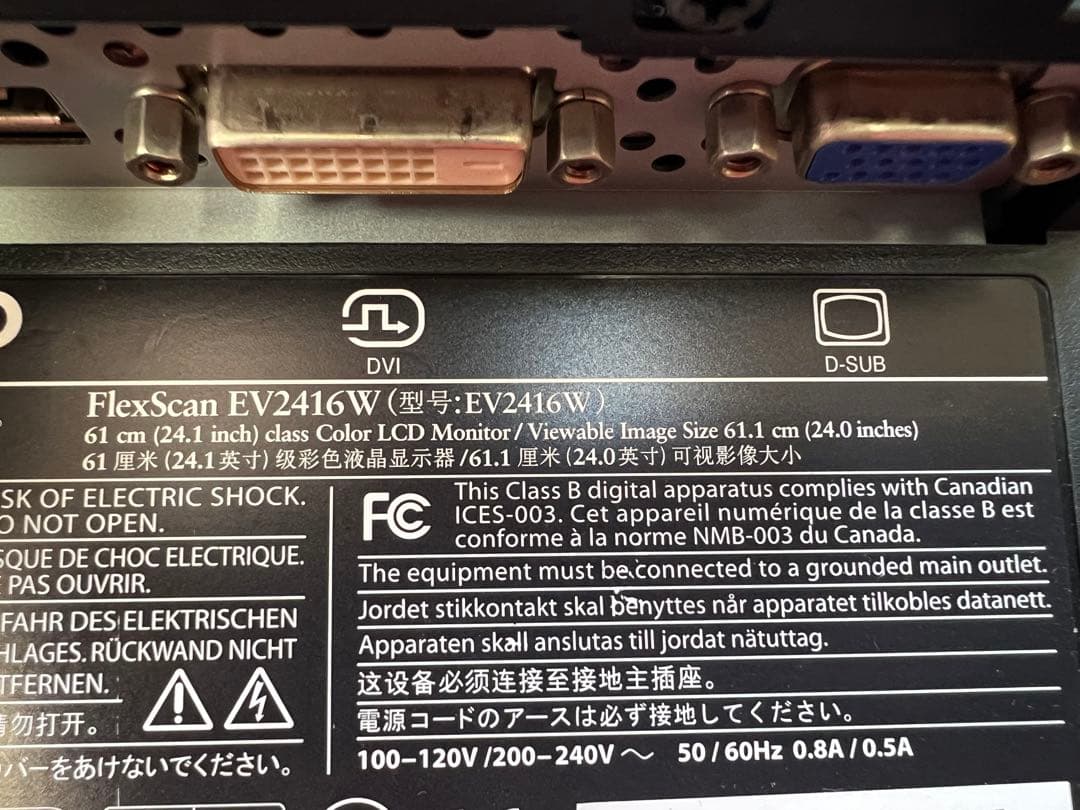 DVI
D-SUB
FlexScan EV2416W (型号:EV2416W)
61 cm (24.1 inch) class Color LCD Monitor / Viewable Image Size 61.1 cm (24.0 inches)
61 厘米 (24.1英寸) 级彩色液晶显示器 /61.1 厘米 (24.0英寸) 可视影像大小
SK OF ELECTRIC SHOCK.
O NOT OPEN.
SQUE DE CHOC ELECTRIQUE.
PAS OUVRIR.
FAHR DES ELEKTRISCHEN
HLAGES. RÜCKWAND NICHT
TFERNEN.
请勿打开。
バーをあけないでください。
FC
This Class B digital apparatus complies with Canadian
ICES-003. Cet appareil numérique de la classe B est
conforme à la norme NMB-003 du Canada.
The equipment must be connected to a grounded main outlet.
Jordet stikkontakt skal benyttes når apparatet tilkobles datanett.
Apparaten skall anslutas till jordat nätuttag.
这设备必须连接至接地主插座。
電源コードのアースは必ず接地してください。
100–120V /200–240V ～ 50 / 60Hz 0.8A / 0.5A